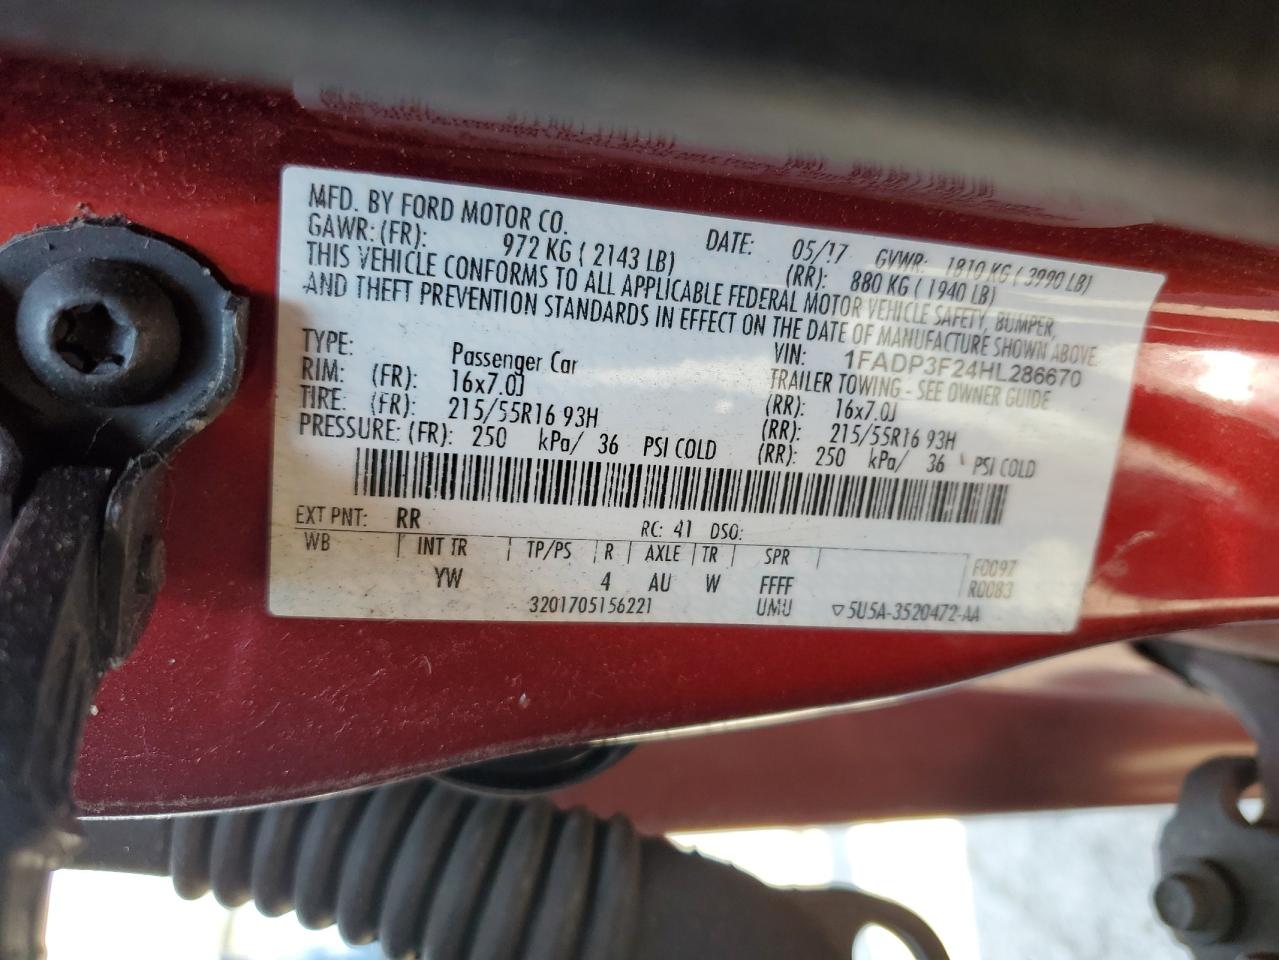 MFD. BY FORD MOTOR CO. DATE: 05/17 GVWR: 1810 KG ( 3990 LB)
GAWR: (FR): 972 KG ( 2143 LB) (RR): 880 KG ( 1940 LB)
THIS VEHICLE CONFORMS TO ALL APPLICABLE FEDERAL MOTOR VEHICLE SAFETY, BUMPER,
AND THEFT PREVENTION STANDARDS IN EFFECT ON THE DATE OF MANUFACTURE SHOWN ABOVE.
VIN: 1FADP3F24HL286670
TYPE: Passenger Car TRAILER TOWING - SEE OWNER GUIDE
RIM: (FR): 16x7.0J (RR): 16x7.0J
TIRE: (FR): 215/55R16 93H (RR): 215/55R16 93H
PRESSURE: (FR): 250 kPa/ 36 PSI COLD (RR): 250 kPa/ 36 PSI COLD
EXT PNT: RR RC: 41 DSO:
WB INT TR TP/PS R AXLE TR SPR F0097
YW 4 AU W FFFF R0083
3201705156221 UMU ▽5U5A-3520472-AA